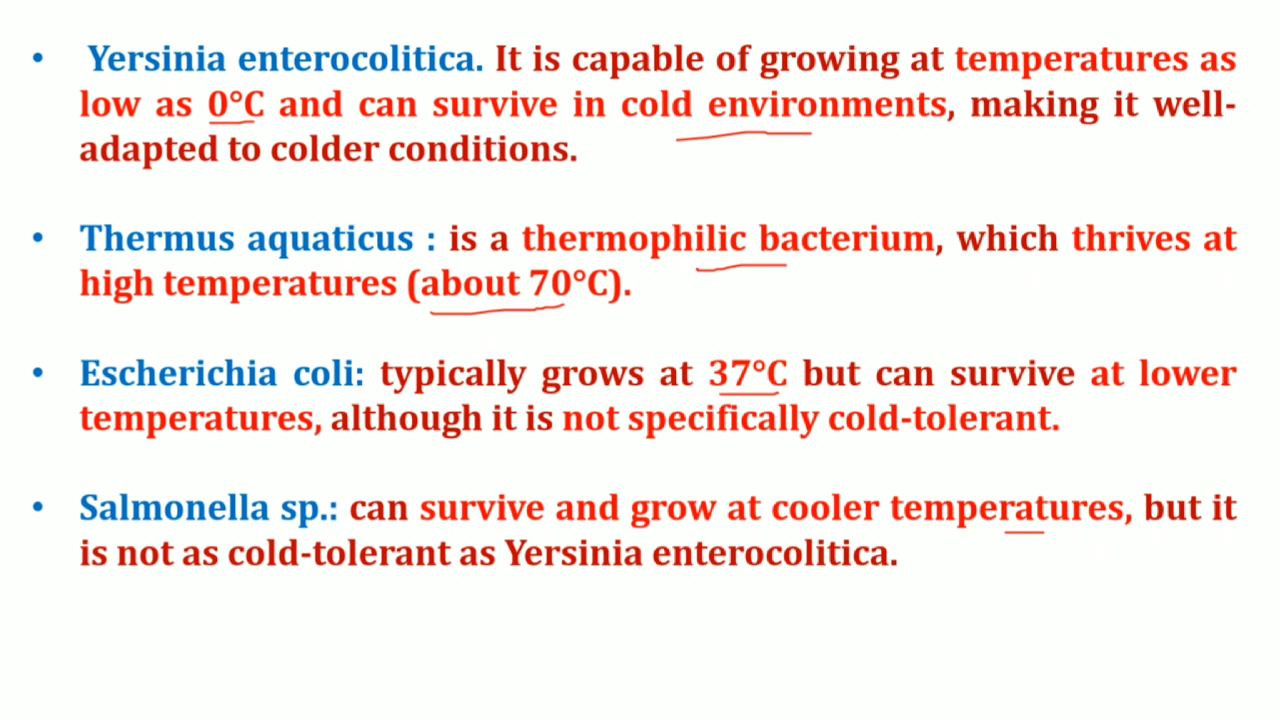 • Yersinia enterocolitica. It is capable of growing at temperatures as
low as 0°C and can survive in cold environments, making it well-
adapted to colder conditions.
• Thermus aquaticus : is a thermophilic bacterium, which thrives at
high temperatures (about 70°C).
• Escherichia coli: typically grows at 37°C but can survive at lower
temperatures, although it is not specifically cold-tolerant.
• Salmonella sp.: can survive and grow at cooler temperatures, but it
is not as cold-tolerant as Yersinia enterocolitica.